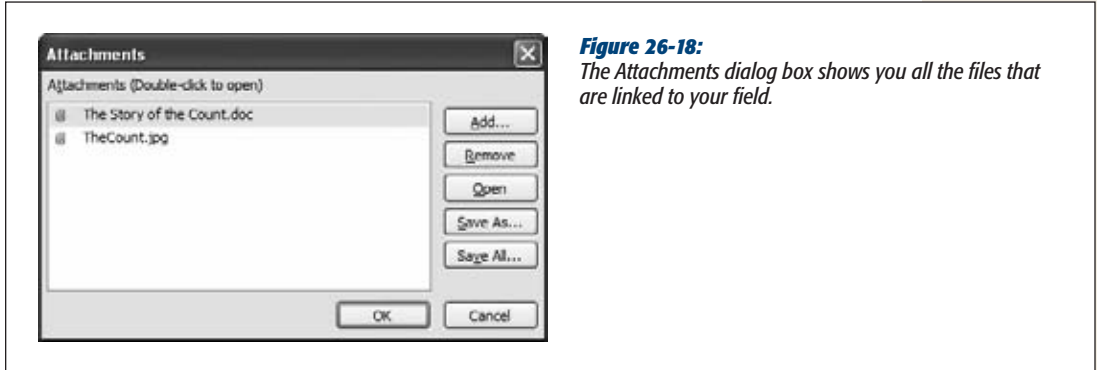 Attachments
Attachments (Double-click to open)
The Story of the Count.doc
TheCount.jpg
Add...
Remove
Open
Save As...
Save All...
OK
Cancel
Figure 26-18:
The Attachments dialog box shows you all the files that
are linked to your field.